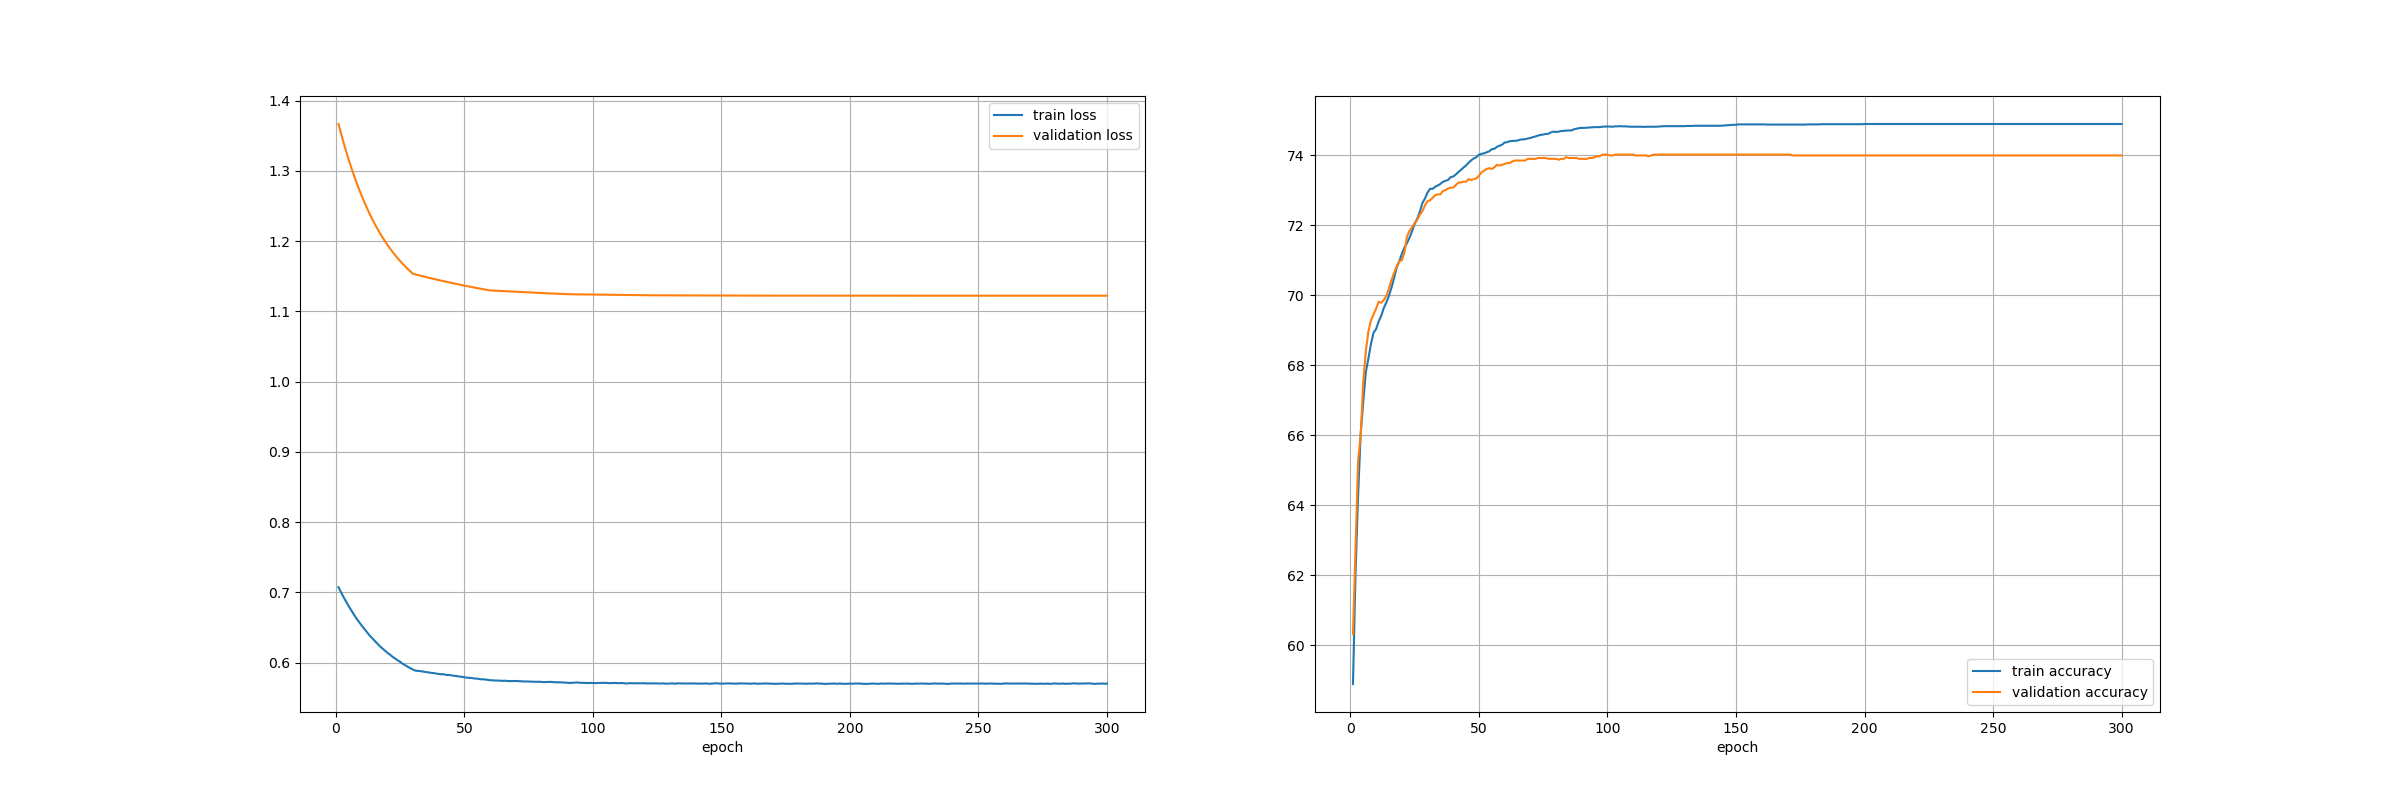 1.4
1.3
1.2
1.1
1.0
0.9
0.8
0.7
0.6
0 50 100 150 200 250 300
epoch
train loss
validation loss
74
72
70
68
66
64
62
60
0 50 100 150 200 250 300
epoch
train accuracy
validation accuracy